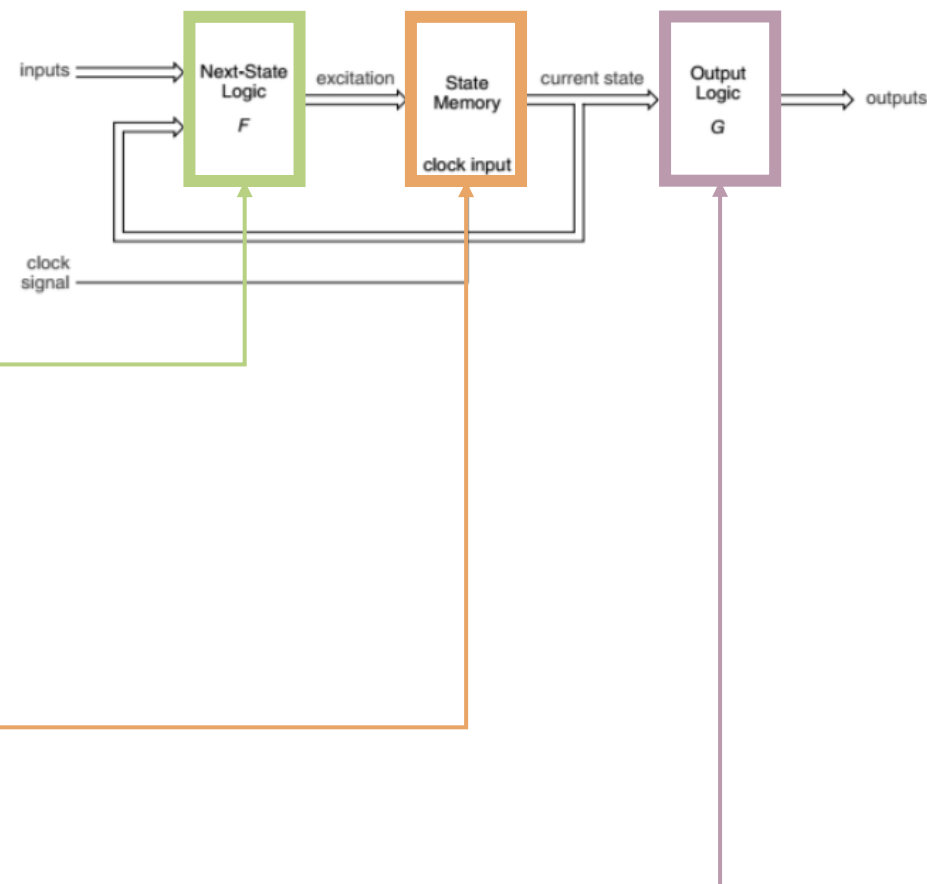 inputs
Next-State
Logic
F
excitation
State
Memory
clock input
current state
Output
Logic
G
outputs
clock
signal